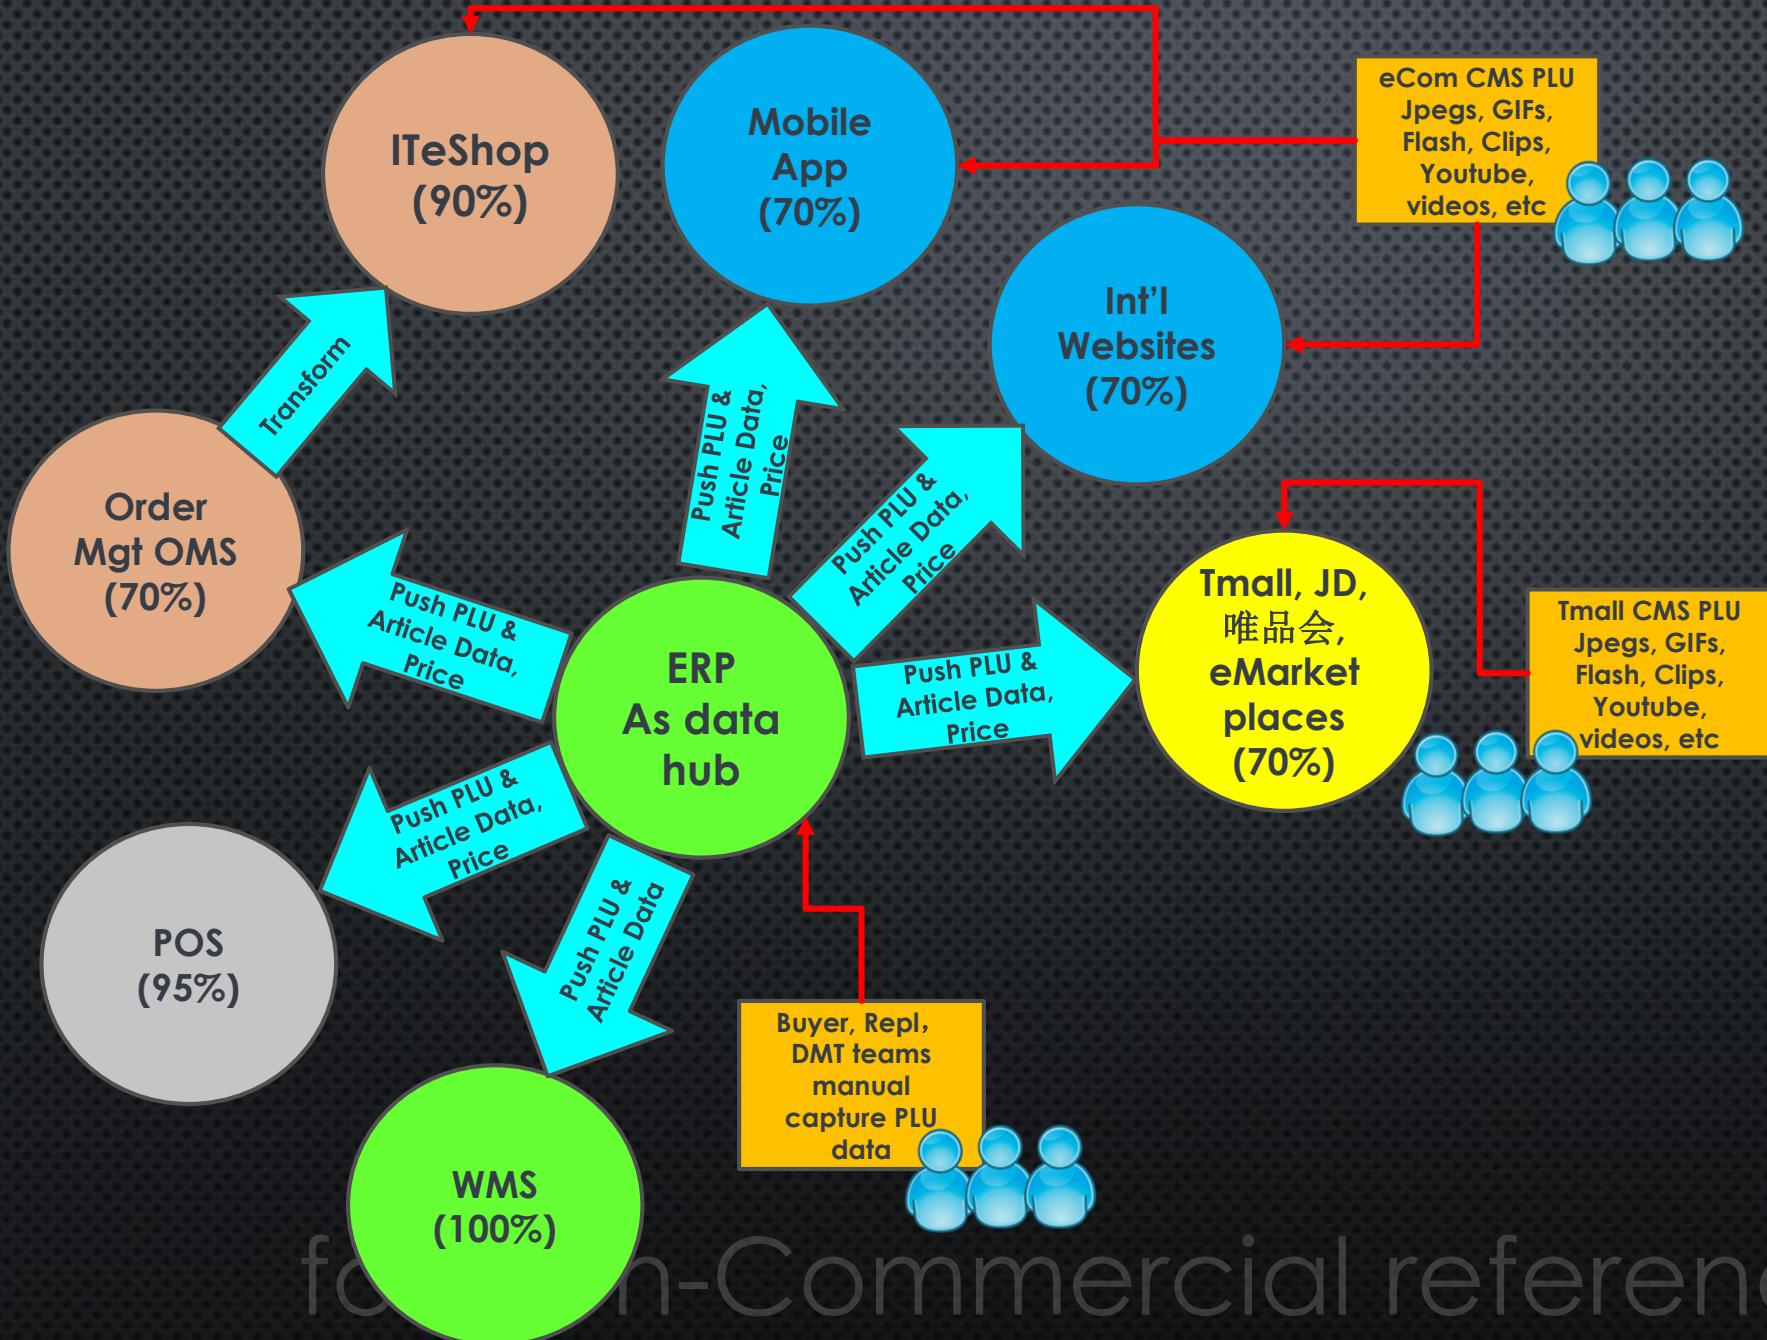 ITeShop
(90%)
Mobile
App
(70%)
eCom CMS PLU
Jpegs, GIFs,
Flash, Clips,
Youtube,
videos, etc
Int'l
Websites
(70%)
Transform
Push PLU &
Article Data,
Price
Push PLU &
Article Data,
Price
Order
Mgt OMS
(70%)
Push PLU &
Article Data,
Price
ERP
As data
hub
Push PLU &
Article Data,
Price
Tmall, JD,
唯品会,
eMarket
places
(70%)
Tmall CMS PLU
Jpegs, GIFs,
Flash, Clips,
Youtube,
videos, etc
Push PLU &
Article Data,
Price
POS
(95%)
Push PLU &
Article Data
Buyer, Repl，
DMT teams
manual
capture PLU
data
WMS
(100%)
-Commercial